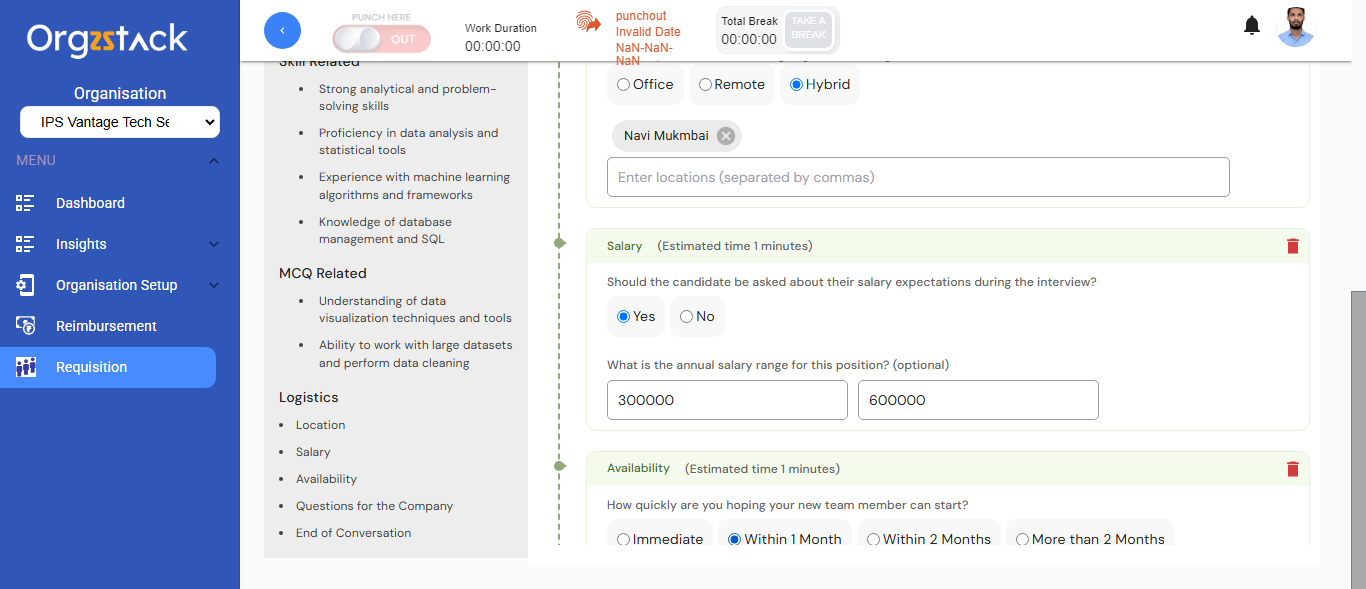 Orgzstack
Organisation
IPS Vantage Tech Se
MENU
Dashboard
Insights
Organisation Setup
Reimbursement
Requisition
PUNCH HERE
OUT
Work Duration
00:00:00
punchout
Invalid Date
NaN-NaN-
NaN
Total Break
00:00:00
TAKE A
BREAK
Skill Related
Strong analytical and problem-
solving skills
Proficiency in data analysis and
statistical tools
Experience with machine learning
algorithms and frameworks
Knowledge of database
management and SQL
MCQ Related
Understanding of data
visualization techniques and tools
Ability to work with large datasets
and perform data cleaning
Logistics
Location
Salary
Availability
Questions for the Company
End of Conversation
Office Remote Hybrid
Navi Mukmbai
Enter locations (separated by commas)
Salary (Estimated time 1 minutes)
Should the candidate be asked about their salary expectations during the interview?
Yes No
What is the annual salary range for this position? (optional)
300000 600000
Availability (Estimated time 1 minutes)
How quickly are you hoping your new team member can start?
Immediate Within 1 Month Within 2 Months More than 2 Months